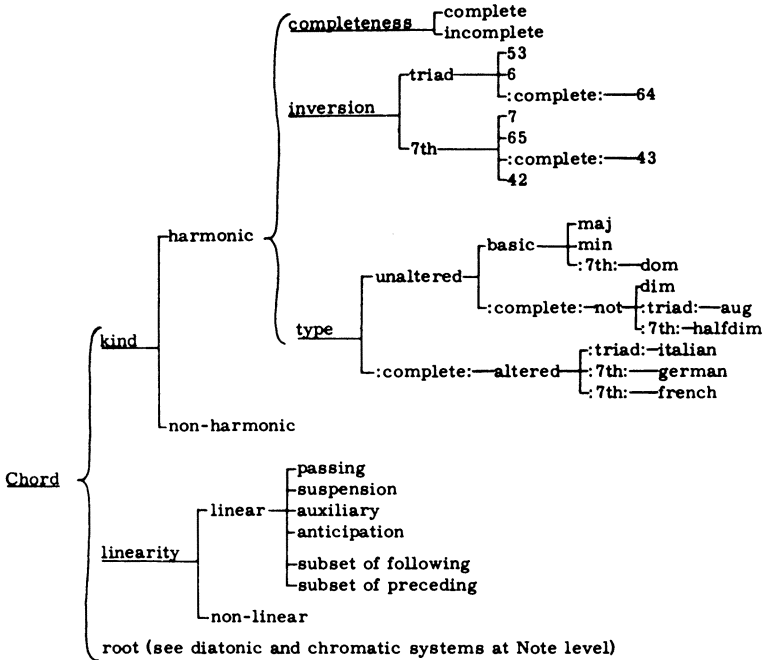 completeness
complete
incomplete
inversion
triad
53
6
:complete: 64
7th
7
65
:complete: 43
42
harmonic
type
unaltered
basic
maj
min
:7th: dom
:complete: not
dim
:triad: aug
:7th: halfdim
:complete: altered
:triad: italian
:7th: german
:7th: french
kind
non-harmonic
Chord
linearity
linear
passing
suspension
auxiliary
anticipation
subset of following
subset of preceding
non-linear
root (see diatonic and chromatic systems at Note level)